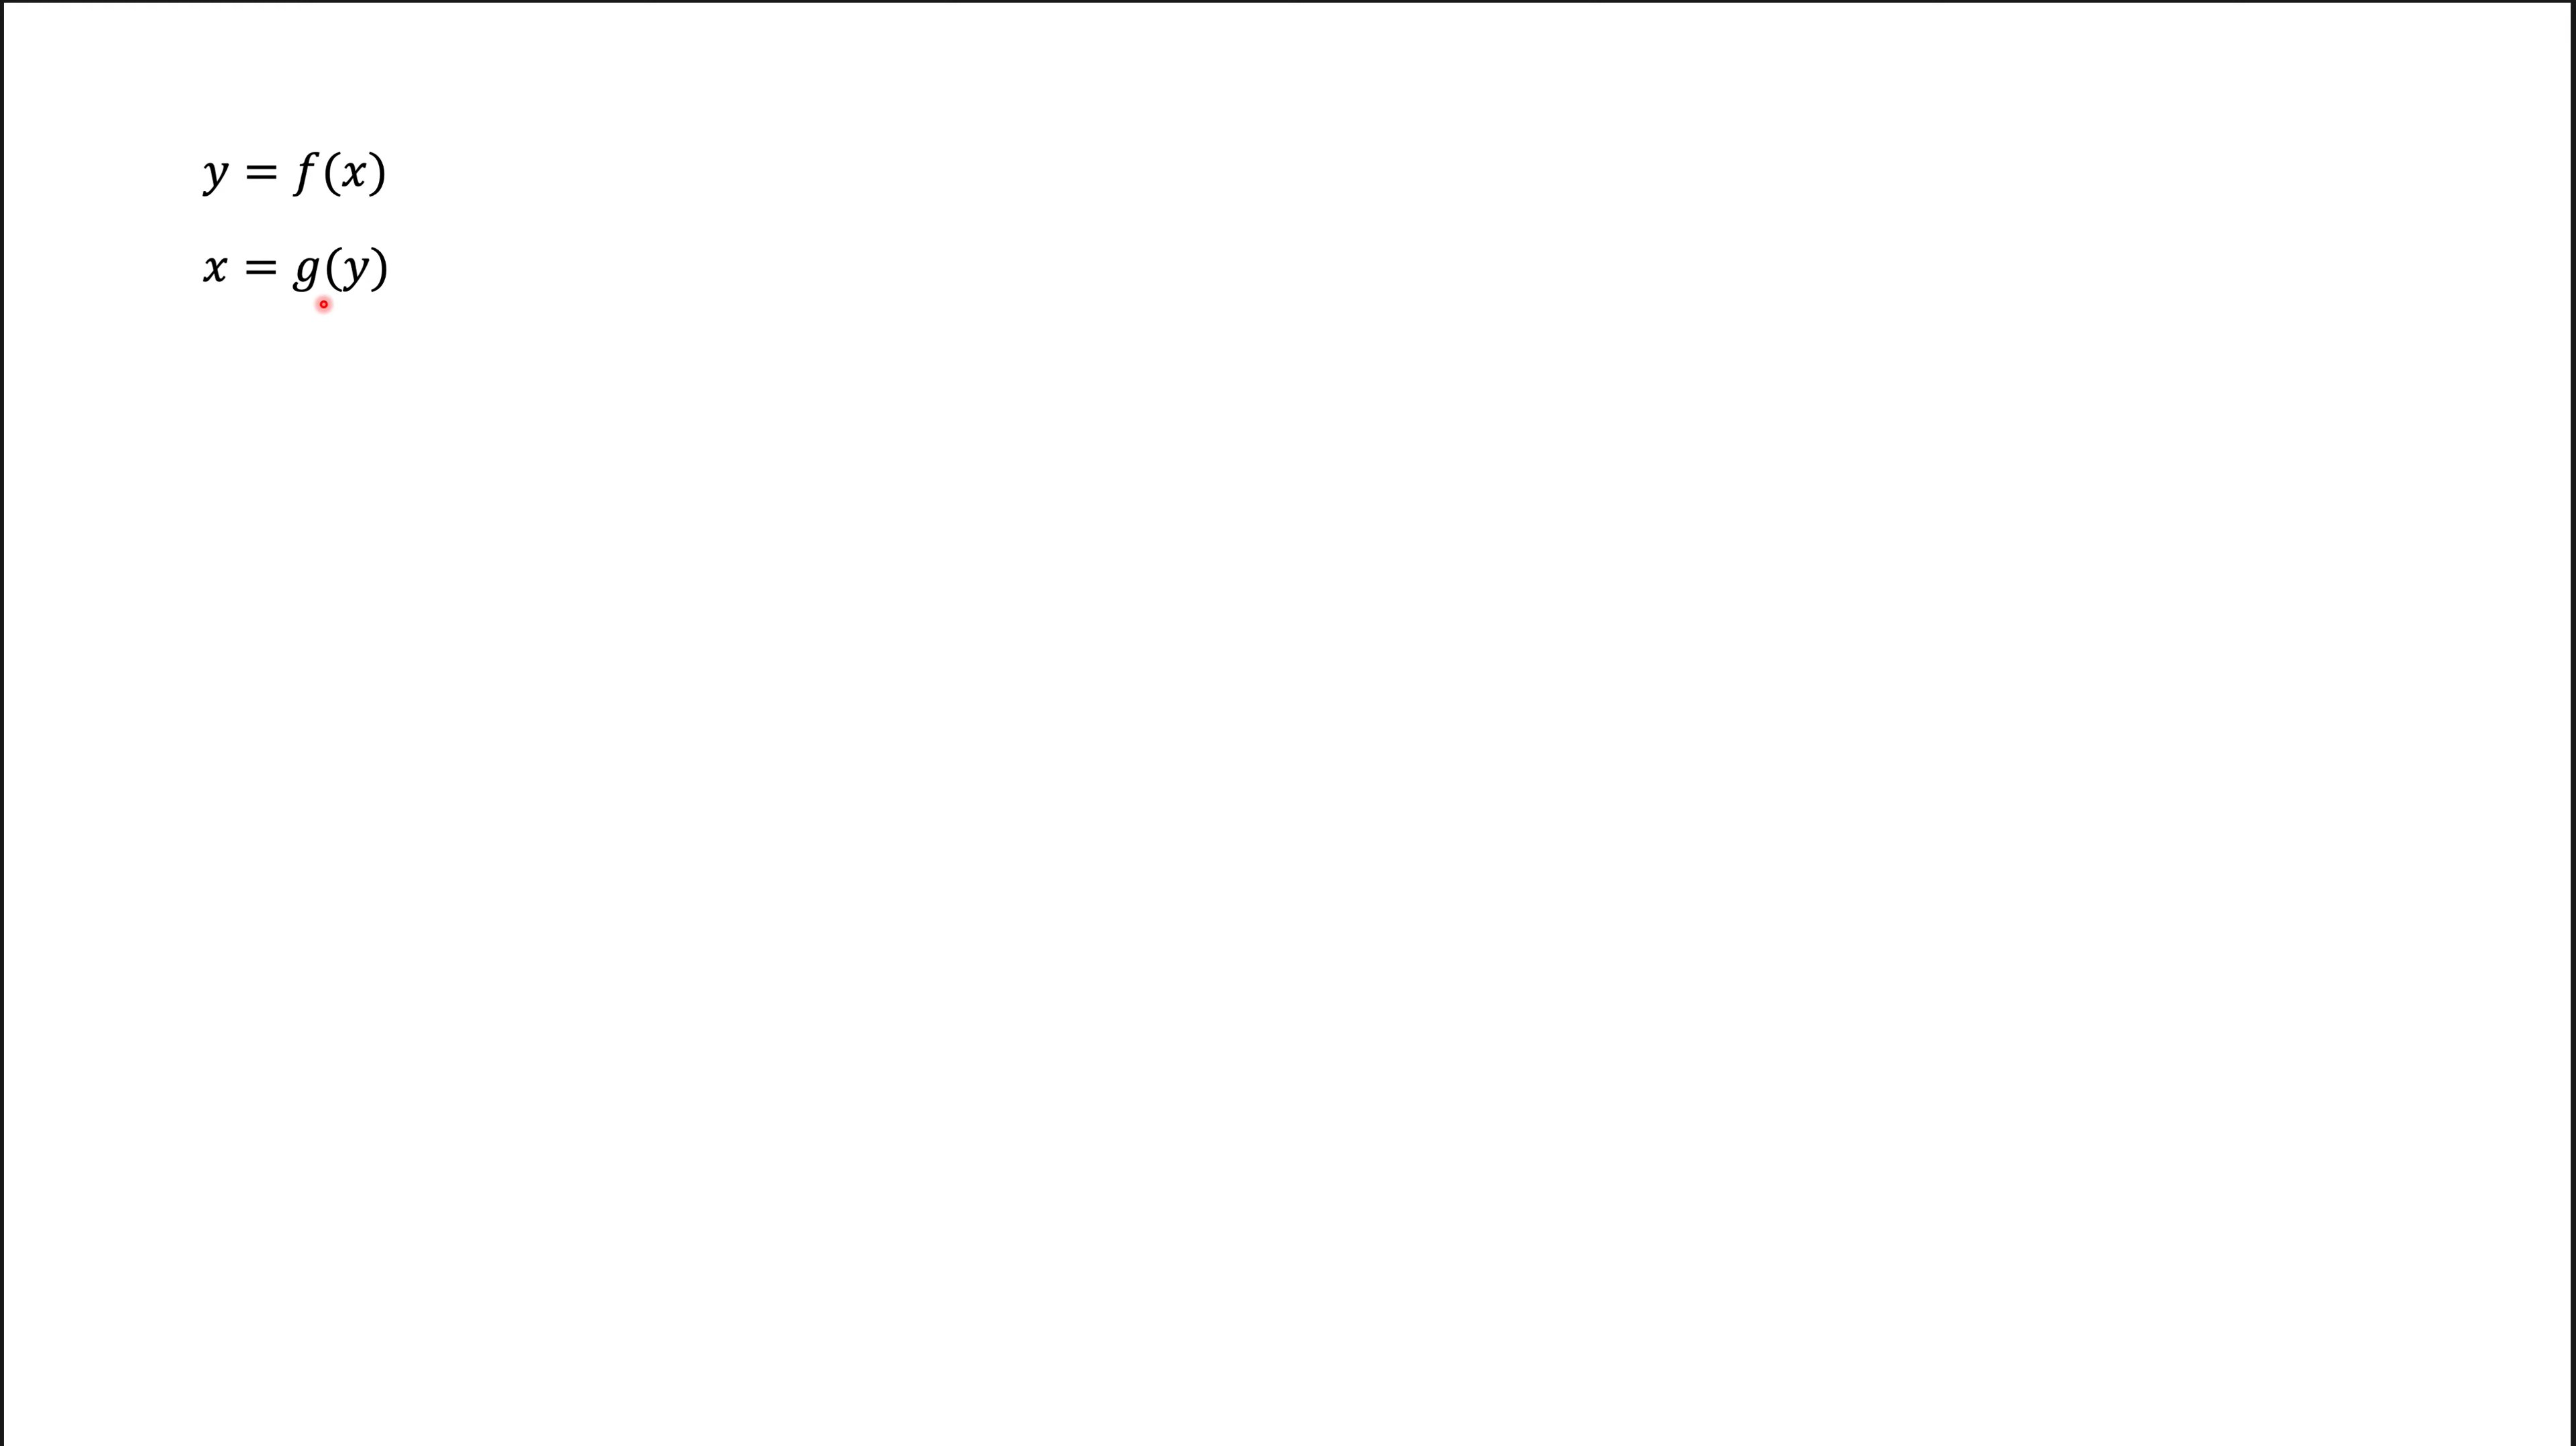 y = f(x)
x = g(y)